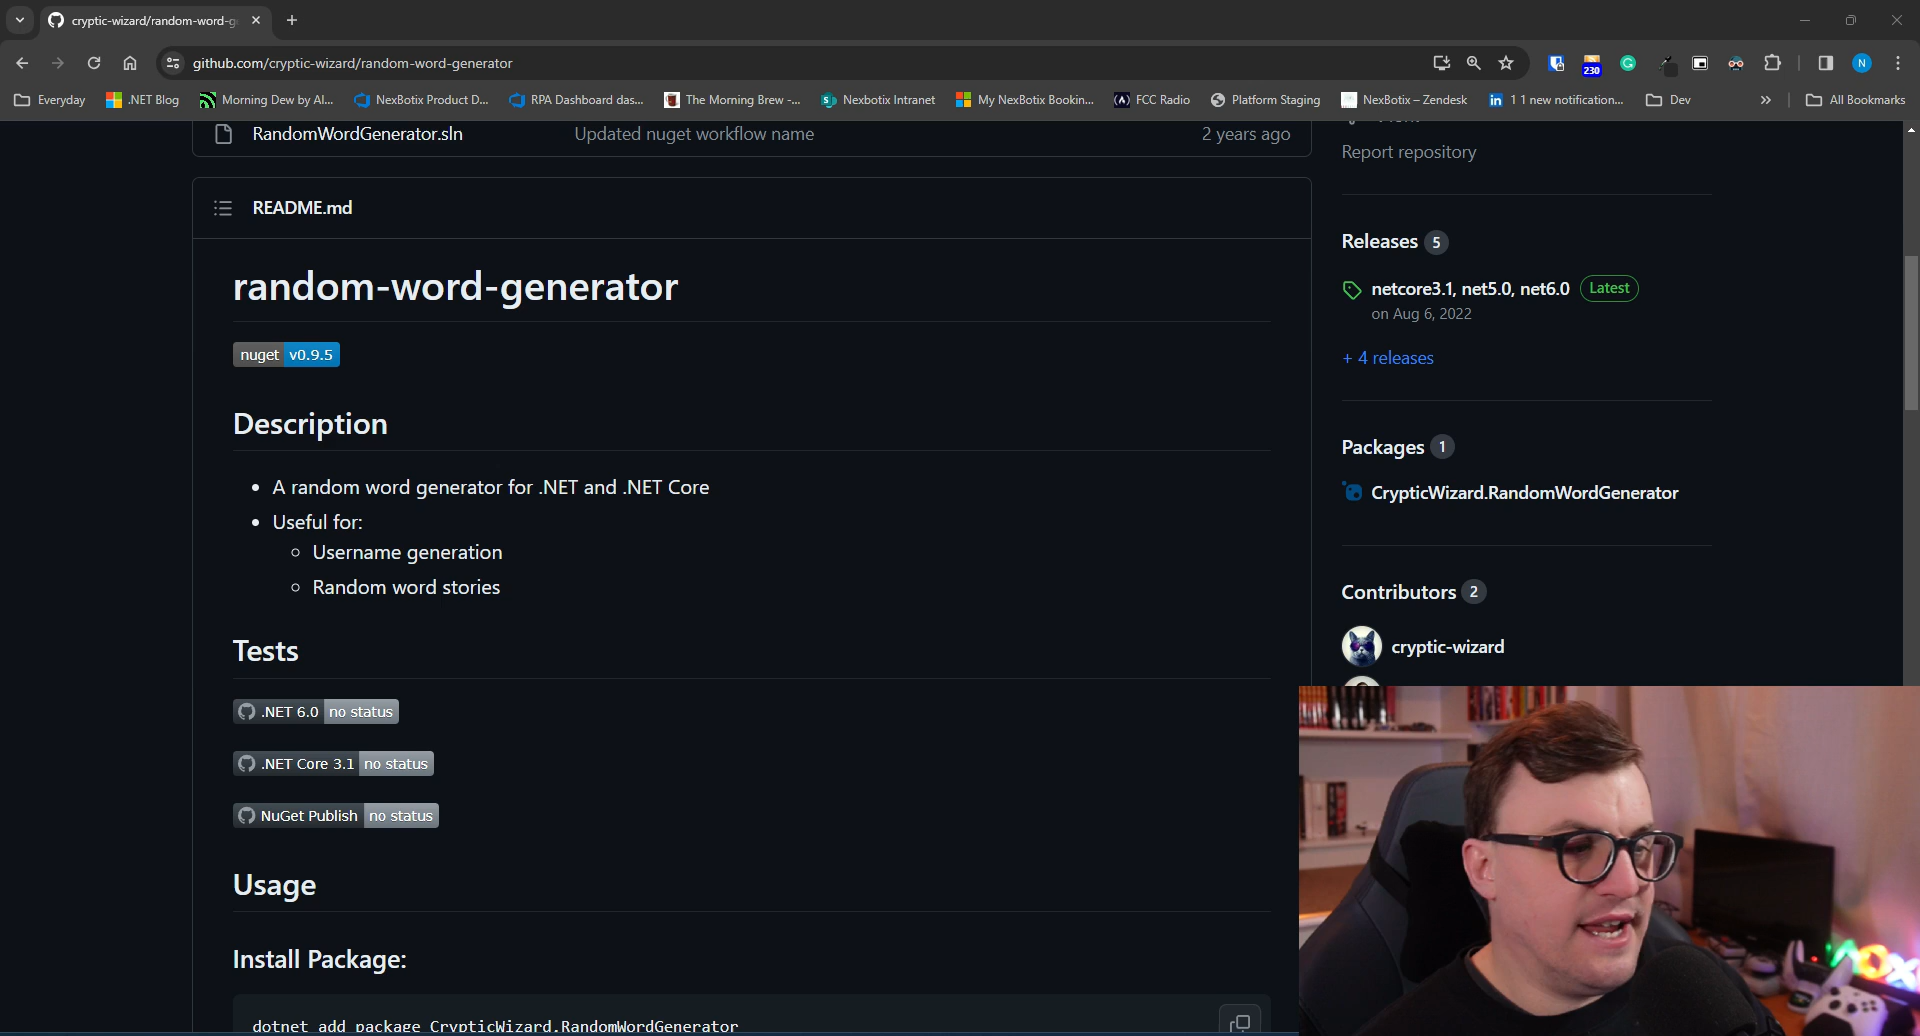 cryptic-wizard/random-word-g
github.com/cryptic-wizard/random-word-generator
230
N
Everyday
.NET Blog
Morning Dew by Al...
NexBotix Product D...
RPA Dashboard das...
The Morning Brew -...
Nexbotix Intranet
My NexBotix Bookin...
FCC Radio
Platform Staging
NexBotix – Zendesk
1 1 new notification...
Dev
All Bookmarks
RandomWordGenerator.sln
Updated nuget workflow name
2 years ago
Report repository
README.md
random-word-generator
nuget v0.9.5
Description
A random word generator for .NET and .NET Core
Useful for:
Username generation
Random word stories
Tests
.NET 6.0 no status
.NET Core 3.1 no status
NuGet Publish no status
Usage
Install Package:
dotnet add package CrypticWizard.RandomWordGenerator
Releases 5
netcore3.1, net5.0, net6.0 Latest
on Aug 6, 2022
+ 4 releases
Packages 1
CrypticWizard.RandomWordGenerator
Contributors 2
cryptic-wizard